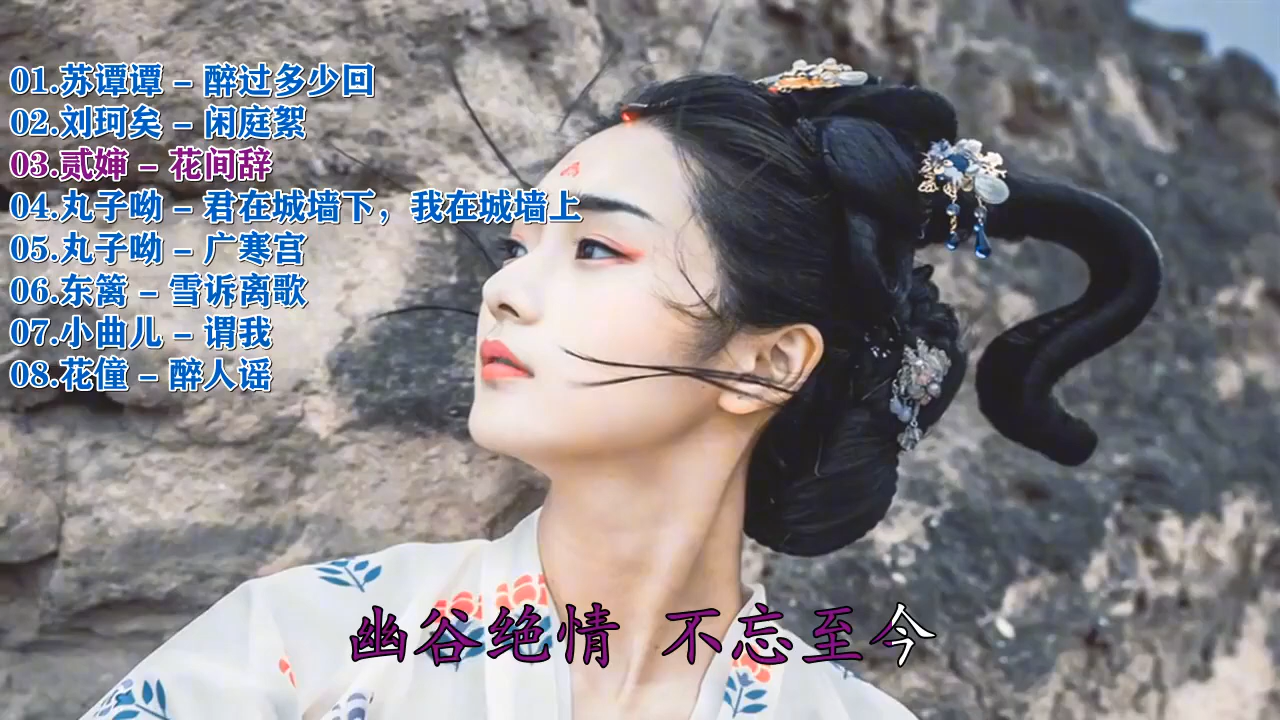 01.苏谭谭 - 醉过多少回
02.刘珂矣 - 闲庭絮
03.贰婶 - 花间辞
04.丸子呦 - 君在城墙下，我在城墙上
05.丸子呦 - 广寒宫
06.东篱 - 雪诉离歌
07.小曲儿 - 谓我
08.花僮 - 醉人谣
幽谷绝情 不忘至今